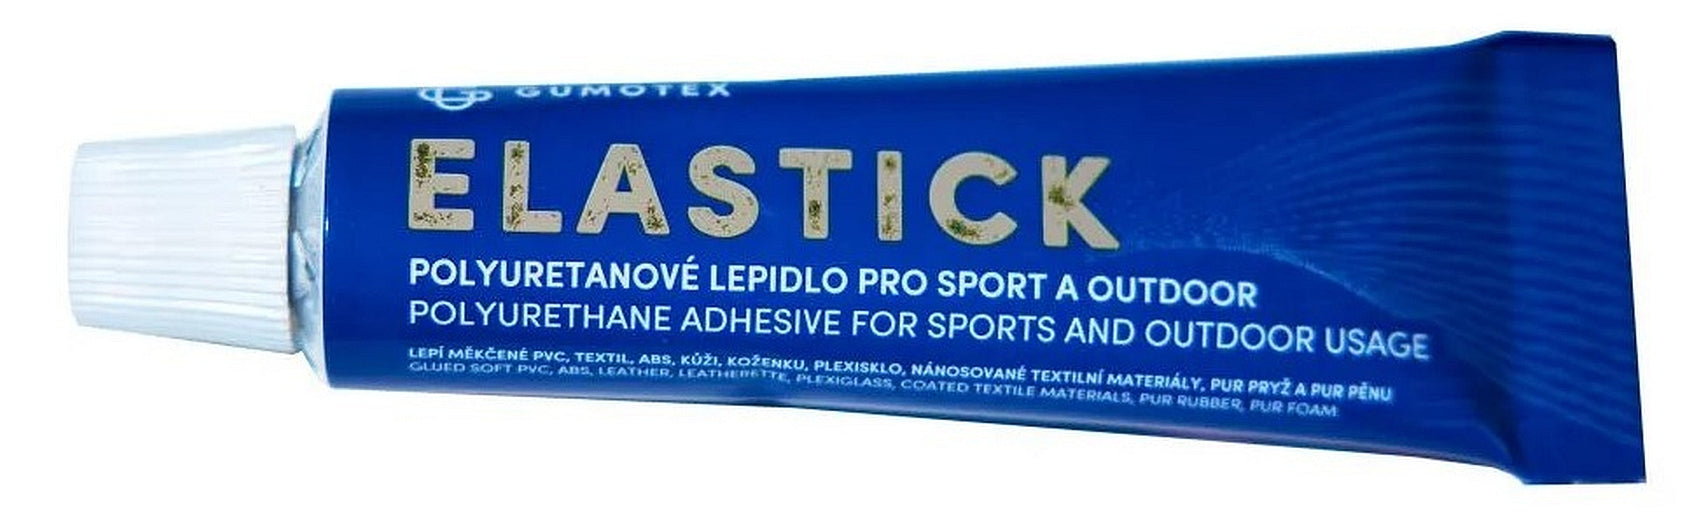 GUMOTEX
ELASTICK
POLYURETANOVÉ LEPIDLO PRO SPORT A OUTDOOR
POLYURETHANE ADHESIVE FOR SPORTS AND OUTDOOR USAGE
LEPÍ MĚKČENÉ PVC, TEXTIL, ABS, KŮŽI, KOŽENKU, PLEXISKLO, NÁNOSOVANÉ TEXTILNÍ MATERIÁLY, PUR PRYŽ A PUR PĚNU
GLUED SOFT PVC, ABS, LEATHER, LEATHERETTE, PLEXIGLASS, COATED TEXTILE MATERIALS, PUR RUBBER, PUR FOAM